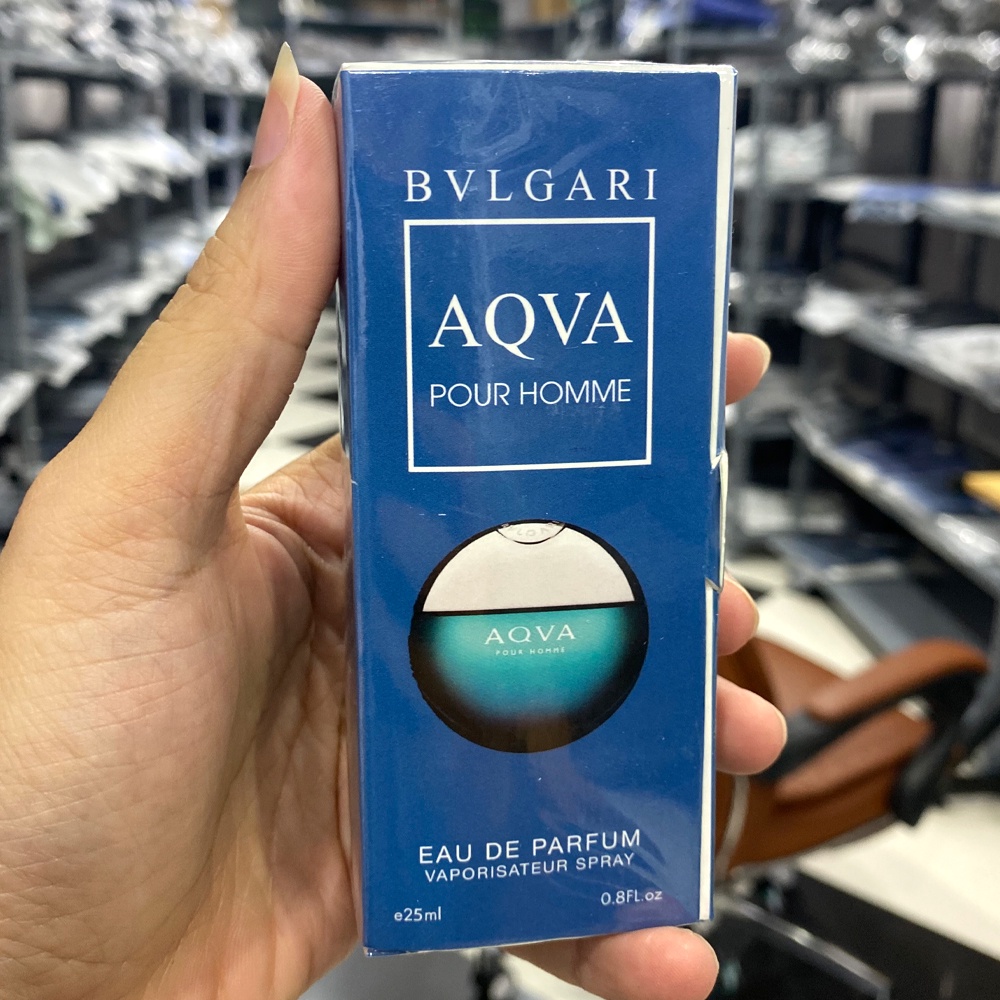 BVLGARI
AQVA
POUR HOMME
AQVA
POUR HOMME
EAU DE PARFUM
VAPORISATEUR SPRAY
e25ml
0.8FL.oz